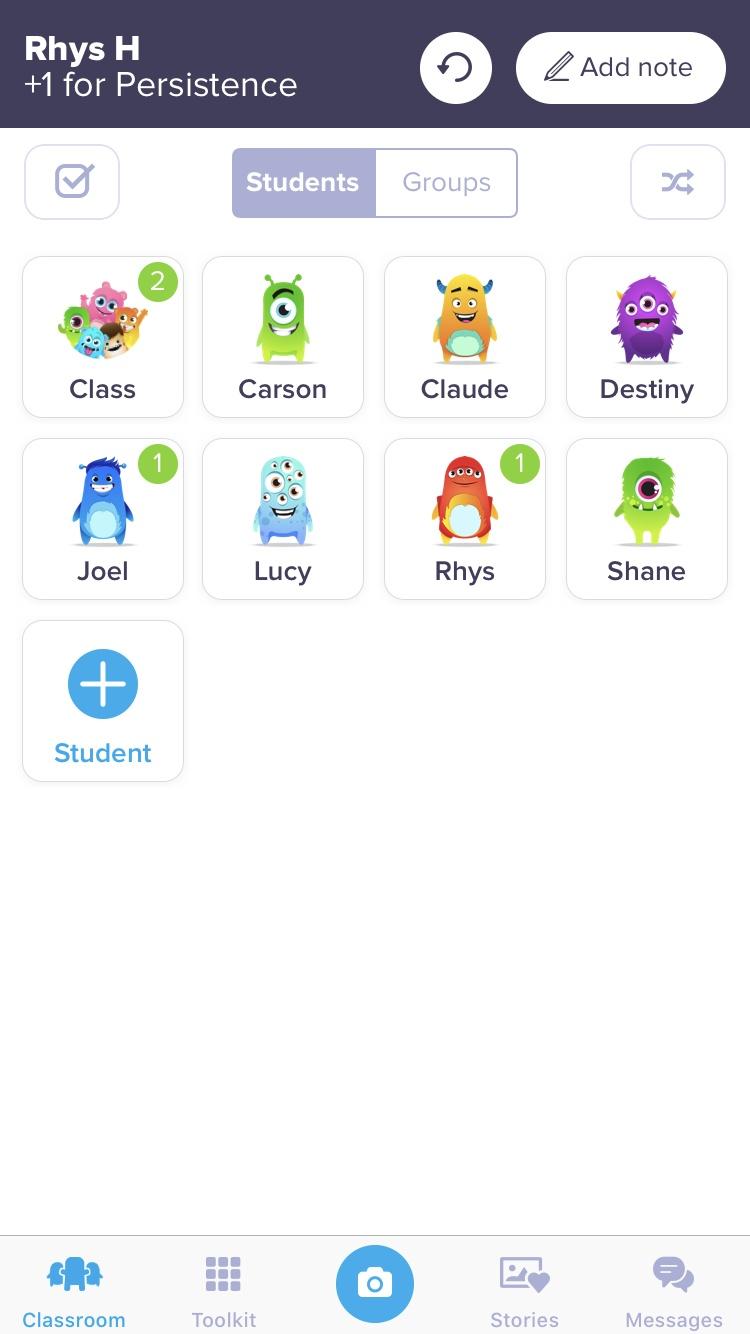 Rhys H
+1 for Persistence
Add note
Students Groups
2
Class Carson Claude Destiny
1 1
Joel Lucy Rhys Shane
Student
Classroom Toolkit Stories Messages